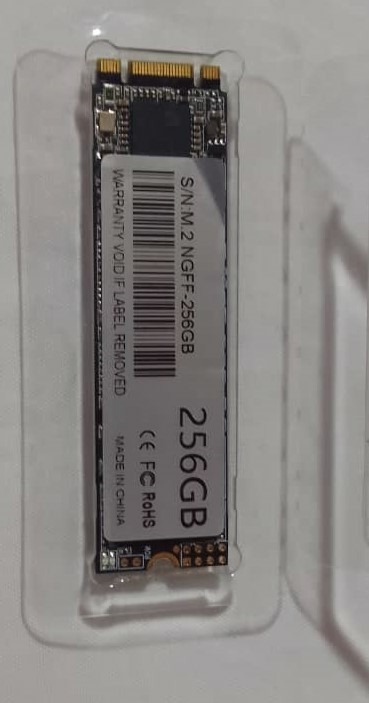 S/N:M.2 NGFF-256GB
WARRANTY VOID IF LABEL REMOVED
256GB
CE FC RoHS
MADE IN CHINA